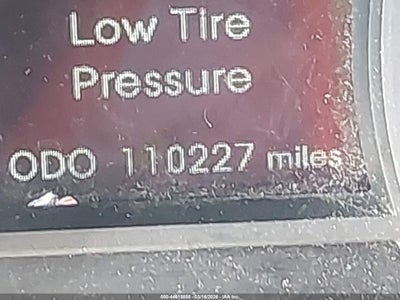 Low Tire
Pressure
ODO 110227 miles